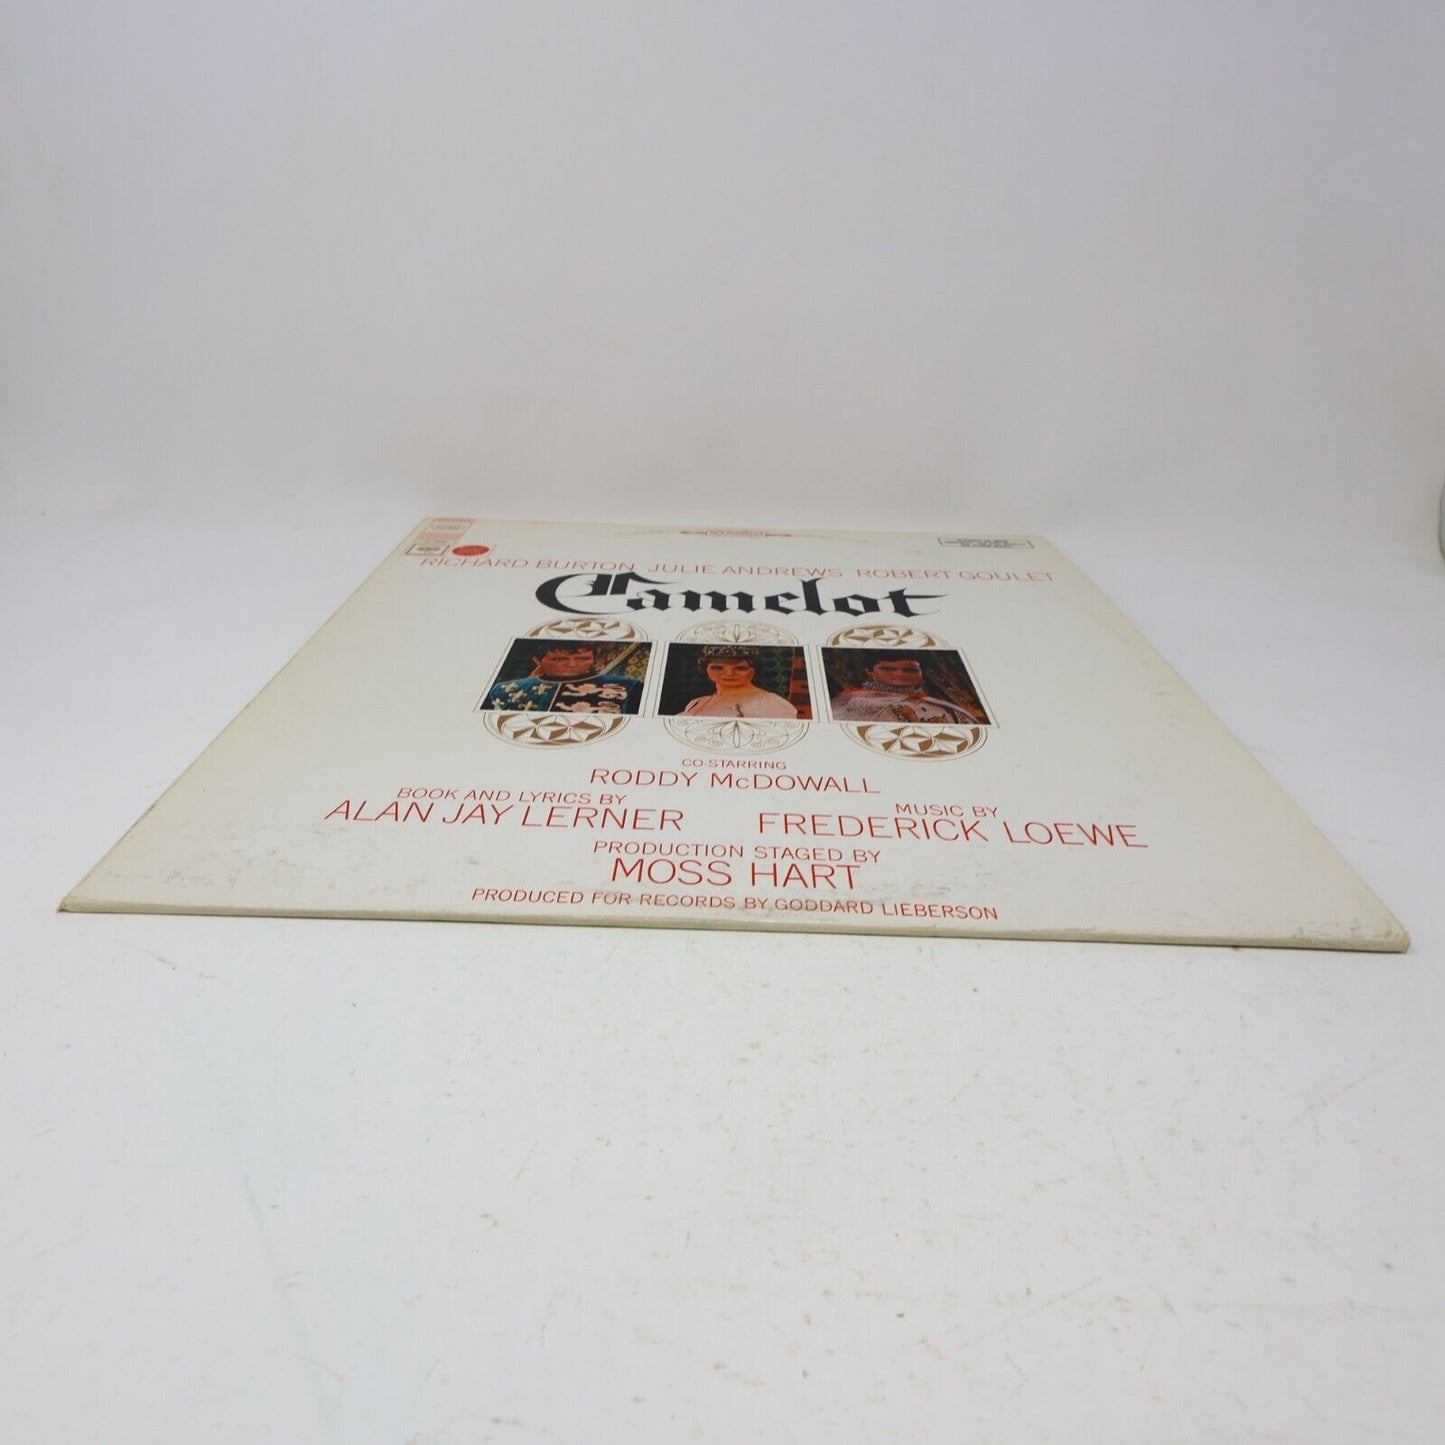 STEREO
RICHARD BURTON JULIE ANDREWS ROBERT GOULET
Camelot
CO-STARRING
RODDY McDOWALL
BOOK AND LYRICS BY
ALAN JAY LERNER
MUSIC BY
FREDERICK LOEWE
PRODUCTION STAGED BY
MOSS HART
PRODUCED FOR RECORDS BY GODDARD LIEBERSON